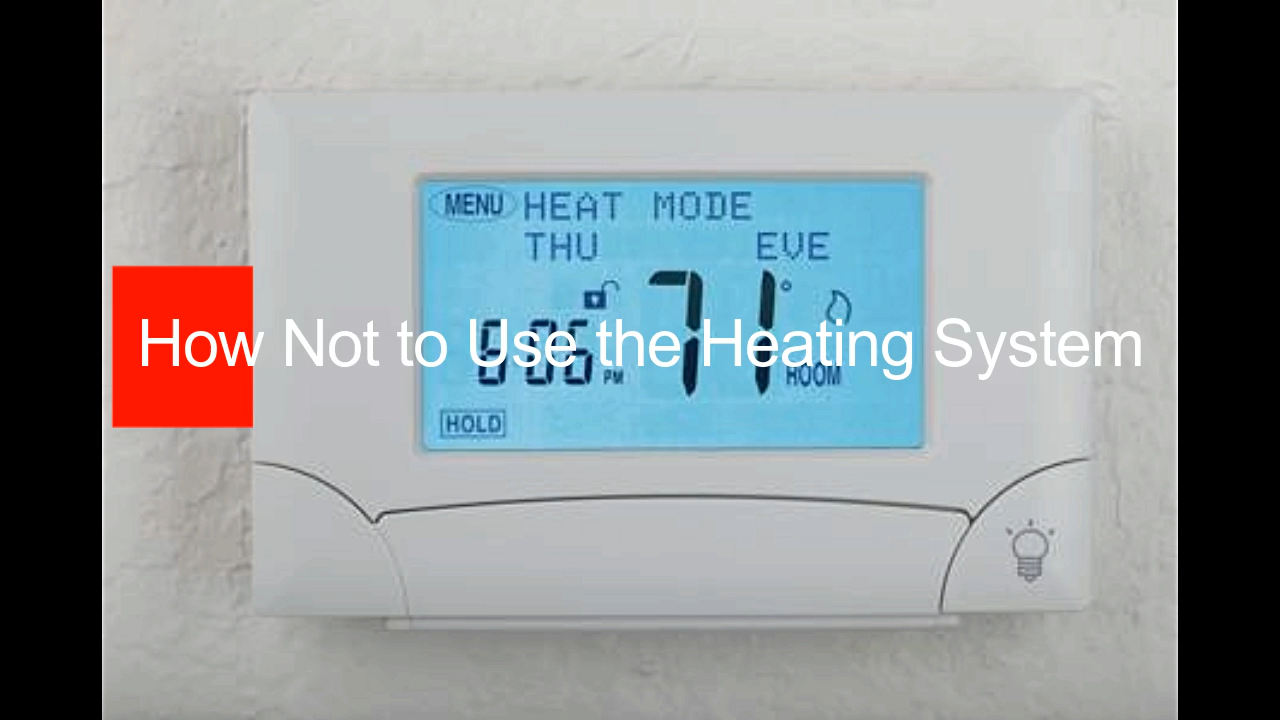 MENU HEAT MODE
THU EVE
71°
How Not to Use the Heating System
PM ROOM
HOLD